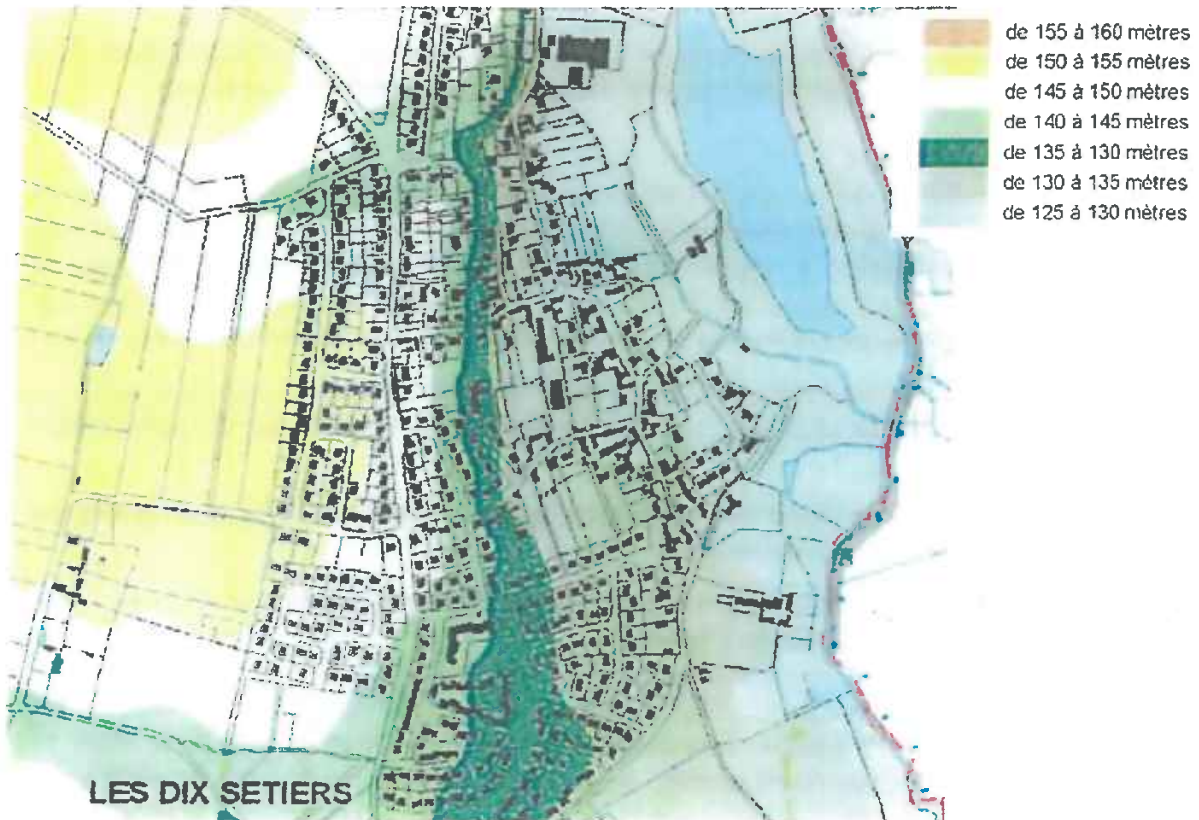 de 155 à 160 mètres
de 150 à 155 mètres
de 145 à 150 mètres
de 140 à 145 mètres
de 135 à 130 mètres
de 130 à 135 mètres
de 125 à 130 mètres
LES DIX SETIERS